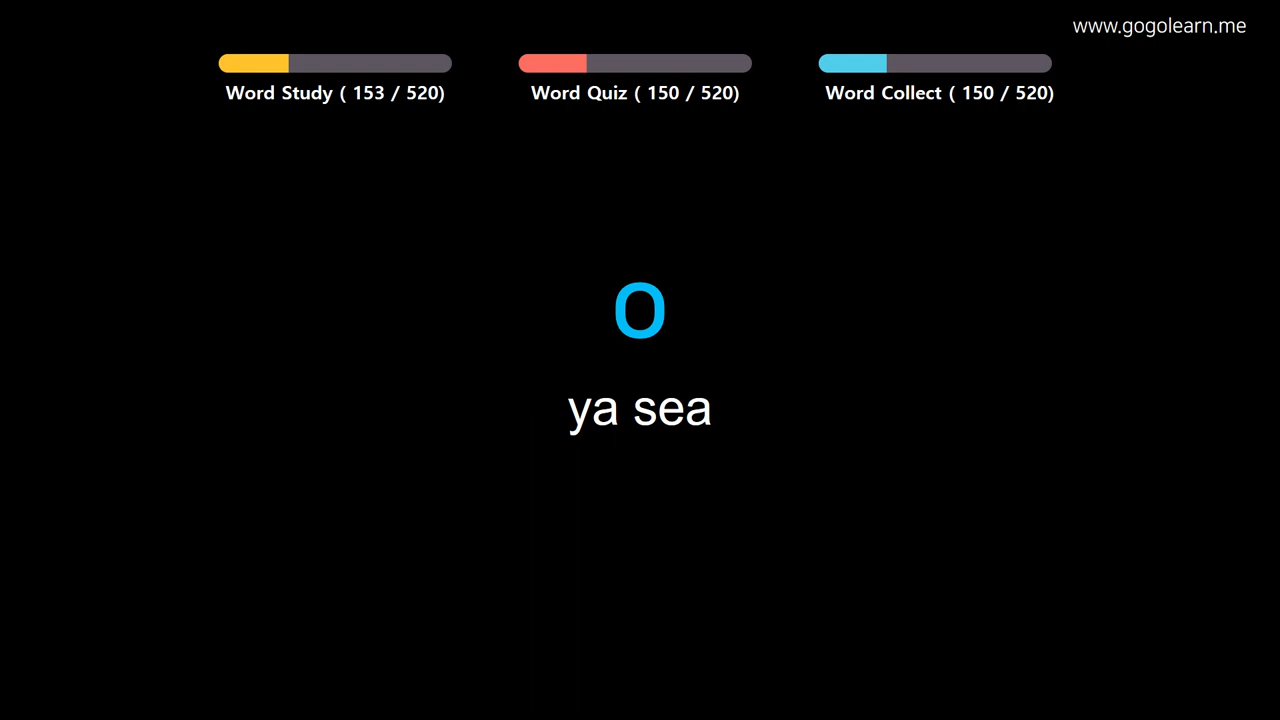 www.gogolearn.me
Word Study ( 153 / 520)
Word Quiz ( 150 / 520)
Word Collect ( 150 / 520)
o
ya sea